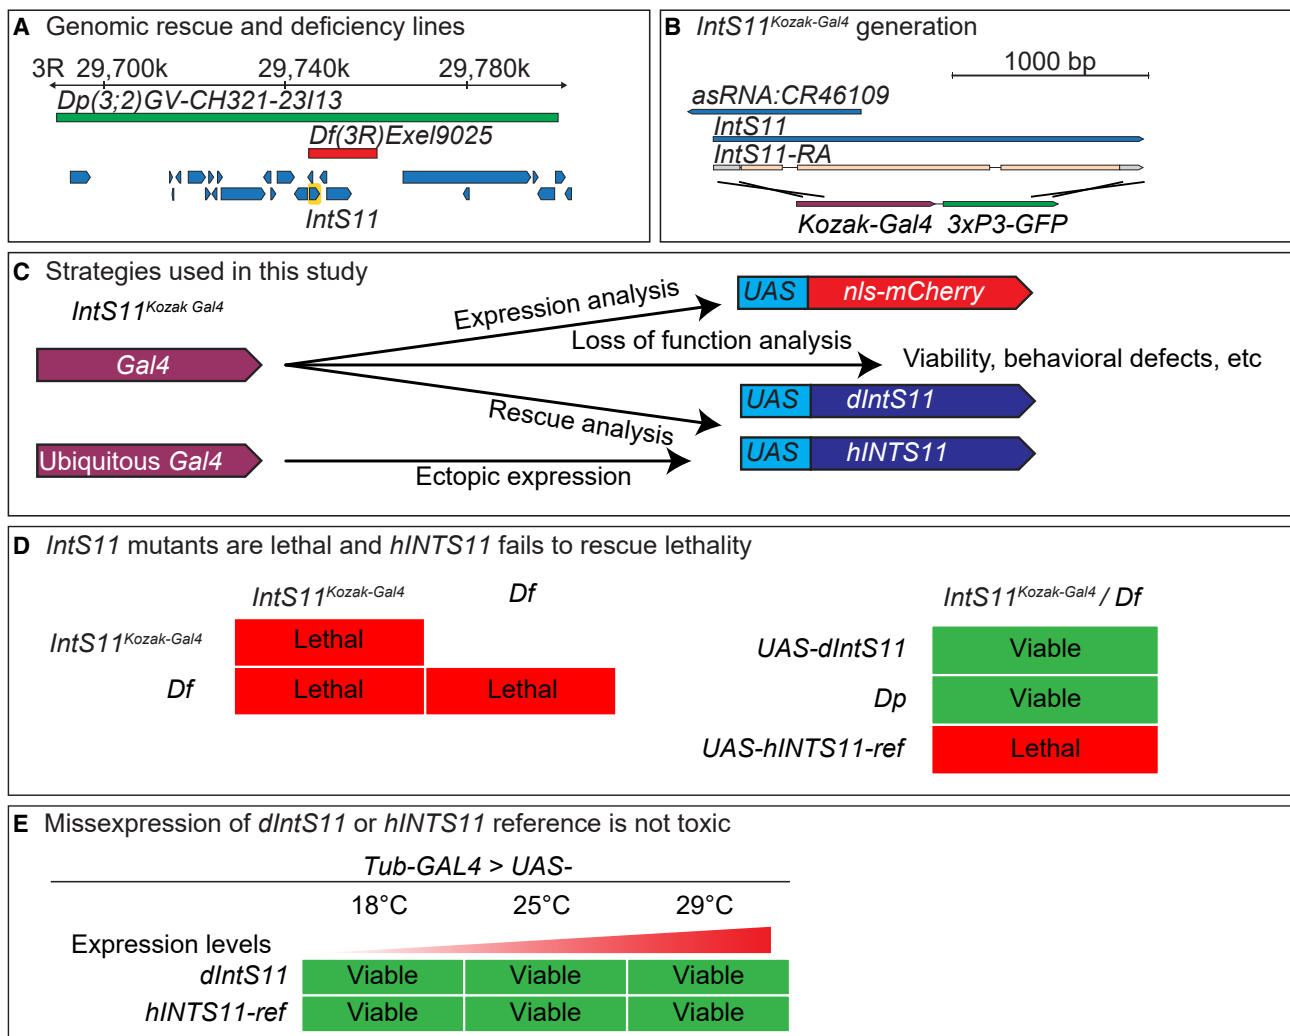 A Genomic rescue and deficiency lines
3R 29,700k 29,740k 29,780k
Dp(3;2)GV-CH321-23I13
Df(3R)Exel9025
IntS11
B IntS11Kozak-Gal4 generation
1000 bp
asRNA:CR46109
IntS11
IntS11-RA
Kozak-Gal4 3xP3-GFP
C Strategies used in this study
IntS11Kozak Gal4
Gal4
Expression analysis
UAS nls-mCherry
Loss of function analysis
Viability, behavioral defects, etc
Rescue analysis
UAS dIntS11
Ubiquitous Gal4
Ectopic expression
UAS hINTS11
D IntS11 mutants are lethal and hINTS11 fails to rescue lethality
IntS11Kozak-Gal4 Df
IntS11Kozak-Gal4 Lethal
Df Lethal Lethal
IntS11Kozak-Gal4 / Df
UAS-dIntS11 Viable
Dp Viable
UAS-hINTS11-ref Lethal
E Missexpression of dIntS11 or hINTS11 reference is not toxic
Tub-GAL4 > UAS-
18°C 25°C 29°C
Expression levels
dIntS11 Viable Viable Viable
hINTS11-ref Viable Viable Viable